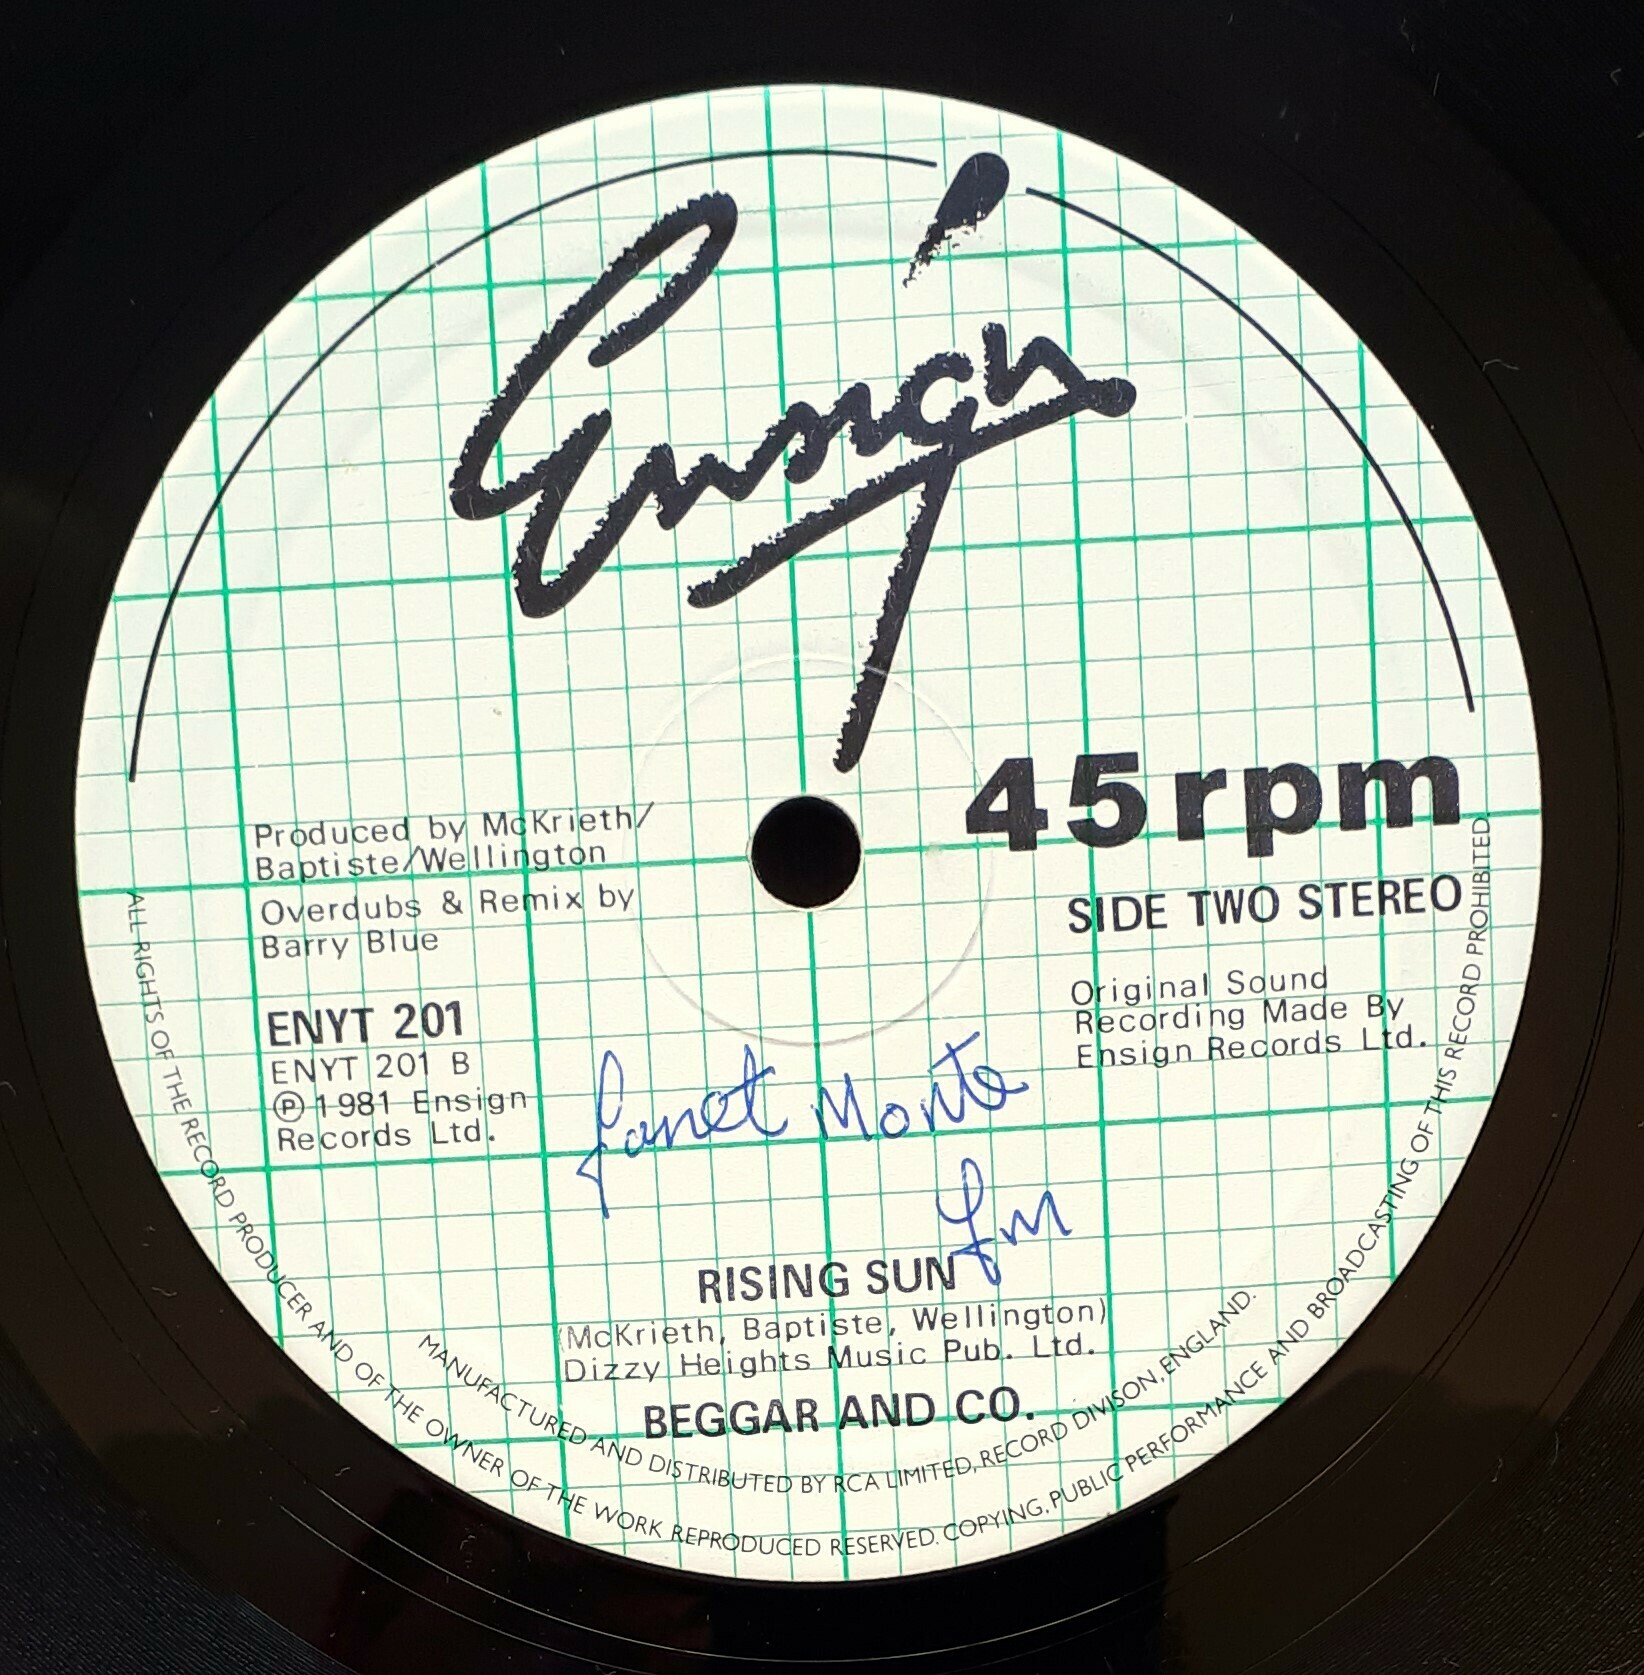 Ensign
45rpm
Produced by McKrieth/
Baptiste/Wellington
Overdubs & Remix by
Barry Blue
SIDE TWO STEREO
ENYT 201
ENYT 201 B
℗ 1981 Ensign
Records Ltd.
Original Sound
Recording Made By
Ensign Records Ltd.
Janet Monte
RISING SUN
(McKrieth, Baptiste, Wellington)
Dizzy Heights Music Pub. Ltd.
BEGGAR AND CO.
MANUFACTURED AND DISTRIBUTED BY RCA LIMITED, RECORD DIVISON, ENGLAND.
ALL RIGHTS OF THE RECORD PRODUCER AND OF THE OWNER OF THE WORK REPRODUCED RESERVED. COPYING, PUBLIC PERFORMANCE AND BROADCASTING OF THIS RECORD PROHIBITED.